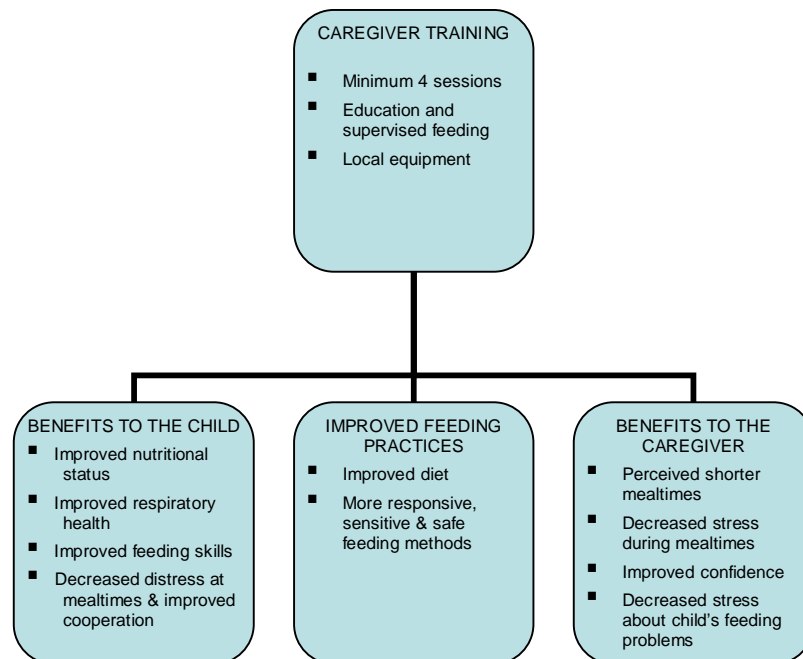 CAREGIVER TRAINING
▪ Minimum 4 sessions
▪ Education and
supervised feeding
▪ Local equipment
BENEFITS TO THE CHILD
▪ Improved nutritional
status
▪ Improved respiratory
health
▪ Improved feeding skills
▪ Decreased distress at
mealtimes & improved
cooperation
IMPROVED FEEDING
PRACTICES
▪ Improved diet
▪ More responsive,
sensitive & safe
feeding methods
BENEFITS TO THE
CAREGIVER
▪ Perceived shorter
mealtimes
▪ Decreased stress
during mealtimes
▪ Improved confidence
▪ Decreased stress
about child's feeding
problems